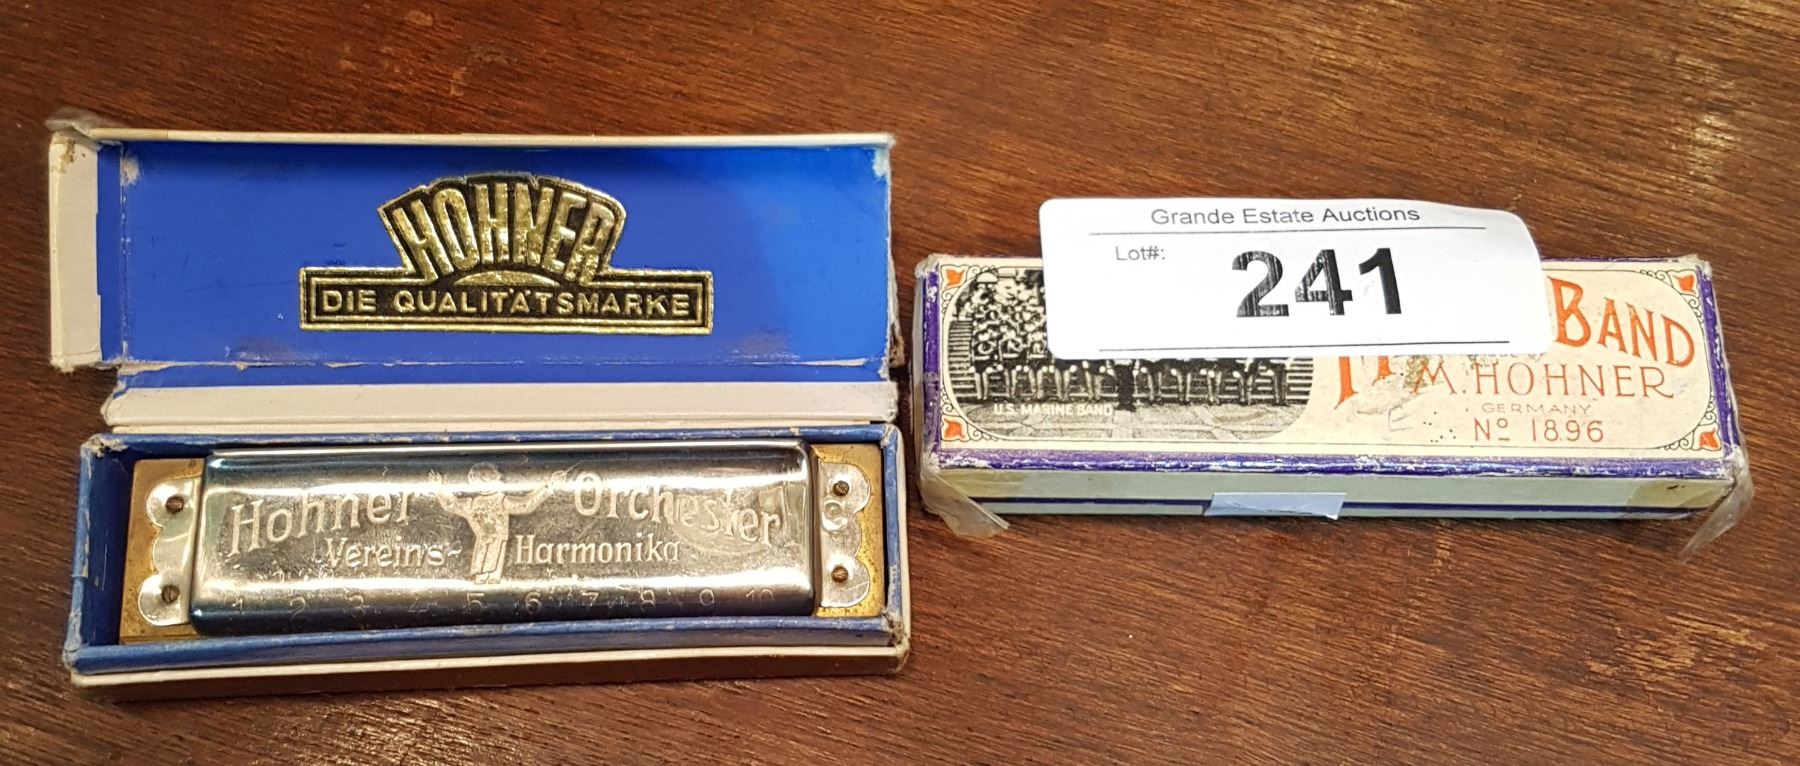 HOHNER
DIE QUALITÄTSMARKE
Hohner Orchester
Vereins- Harmonika
C
1 2 3 4 5 6 7 8 9 10
Grande Estate Auctions
Lot#:
241
BAND
M. HOHNER
GERMANY
Nº 1896
U.S. MARINE BAND